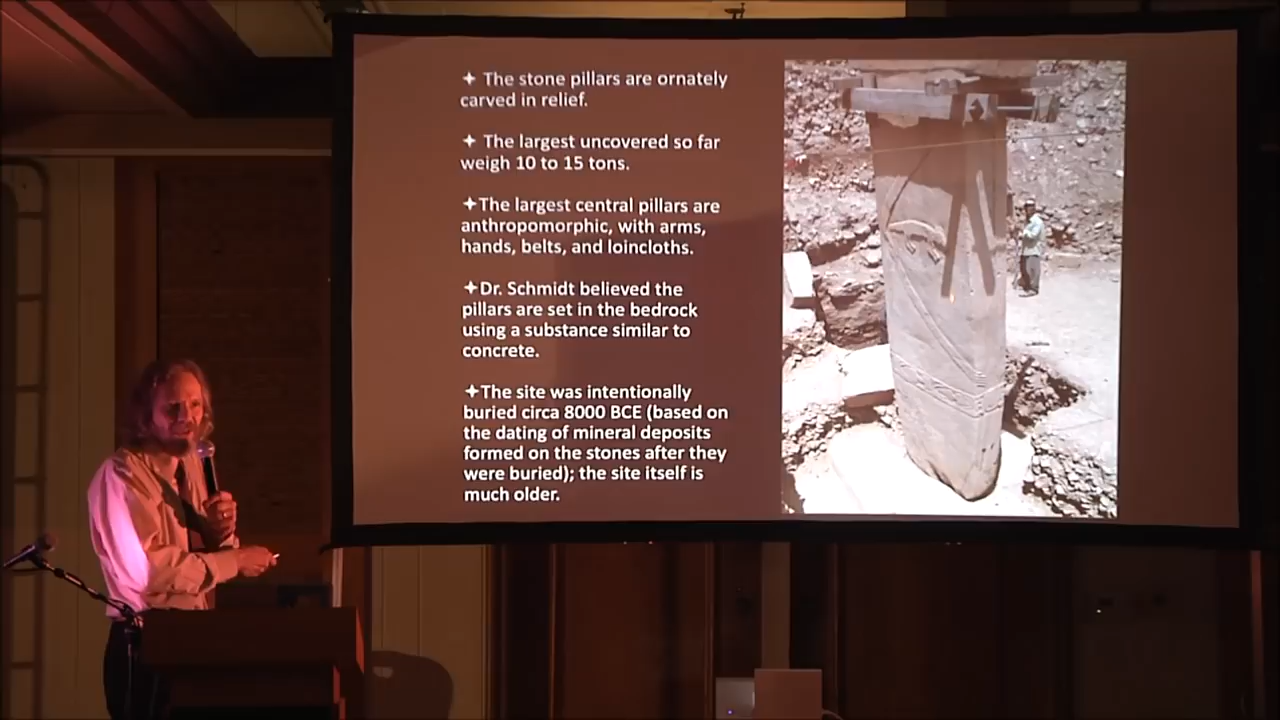 ✦ The stone pillars are ornately
carved in relief.
✦ The largest uncovered so far
weigh 10 to 15 tons.
✦The largest central pillars are
anthropomorphic, with arms,
hands, belts, and loincloths.
✦Dr. Schmidt believed the
pillars are set in the bedrock
using a substance similar to
concrete.
✦The site was intentionally
buried circa 8000 BCE (based on
the dating of mineral deposits
formed on the stones after they
were buried); the site itself is
much older.